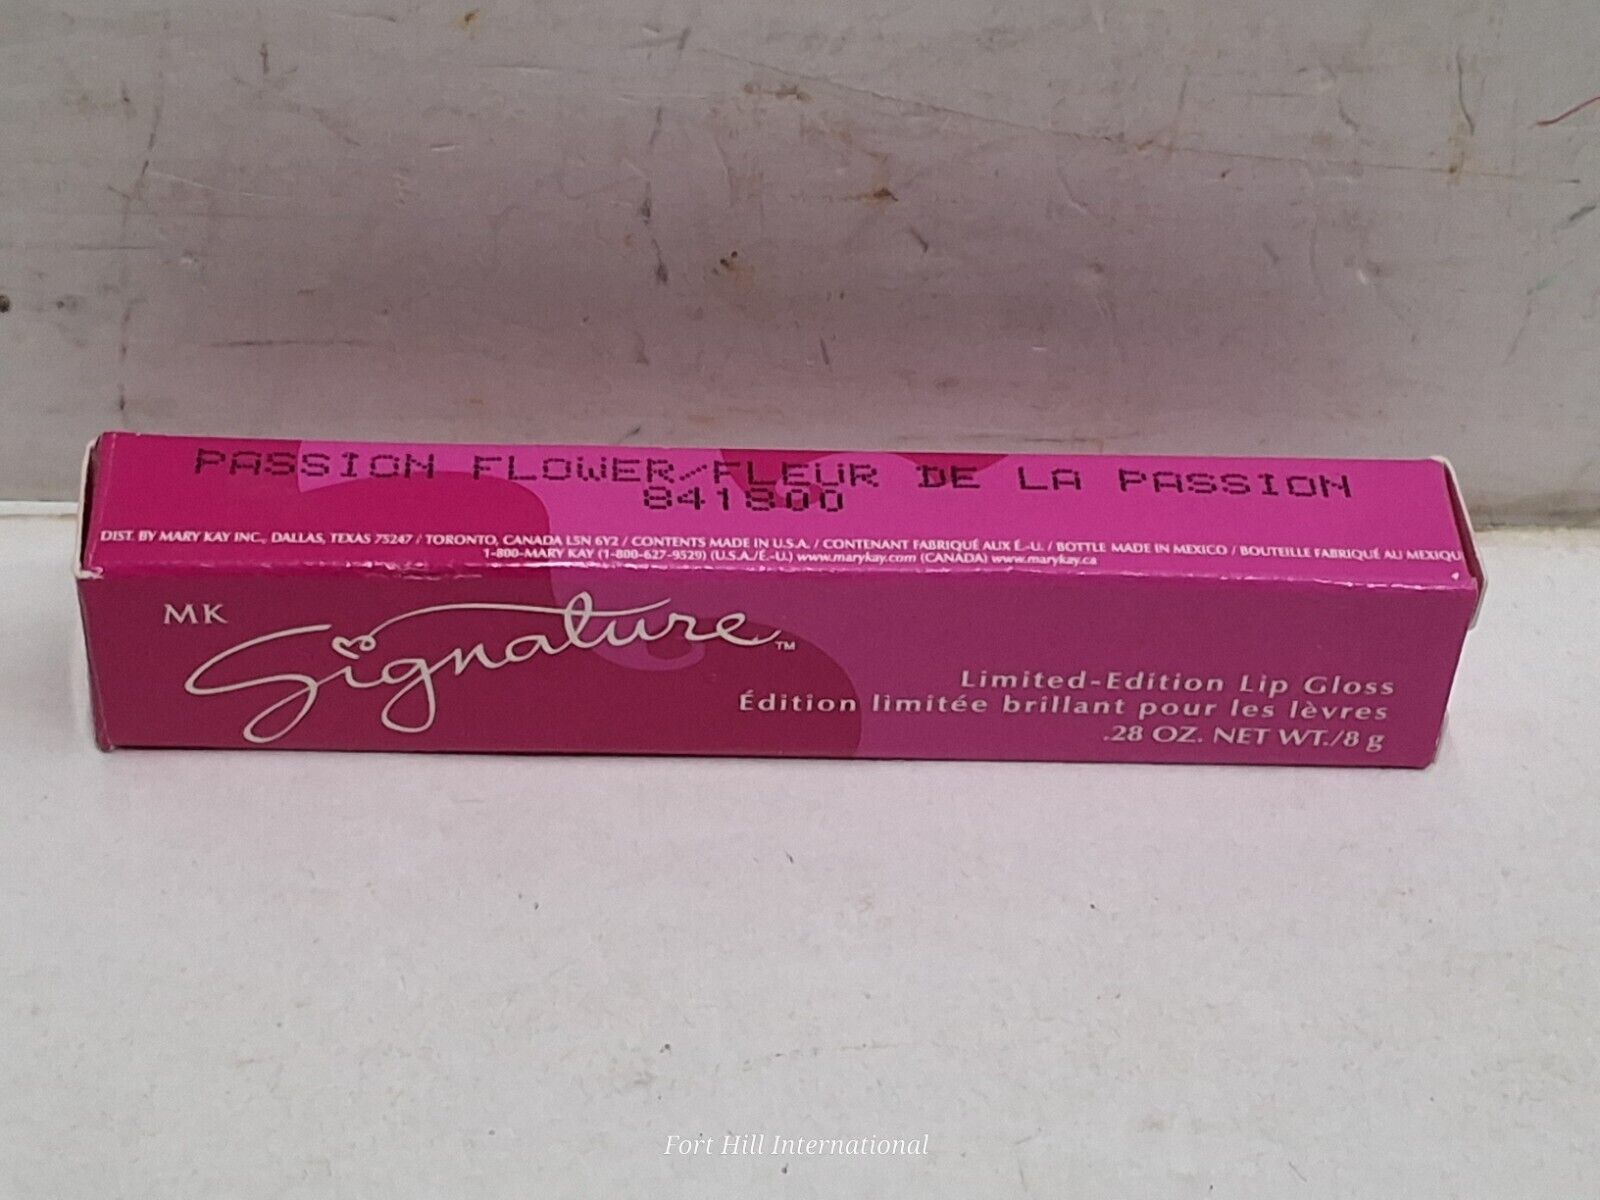 PASSION FLOWER/FLEUR DE LA PASSION
841800
DIST. BY MARY KAY INC., DALLAS, TEXAS 75247 / TORONTO, CANADA L5N 6Y2 / CONTENTS MADE IN U.S.A. / CONTENANT FABRIQUÉ AUX É.-U. / BOTTLE MADE IN MEXICO / BOUTEILLE FABRIQUÉ AU MEXIQU
1-800-MARY KAY (1-800-627-9529) (U.S.A./É.-U.) www.marykay.com (CANADA) www.marykay.ca
MK
Signature™
Limited-Edition Lip Gloss
Édition limitée brillant pour les lèvres
.28 OZ. NET WT./8 g
Fort Hill International